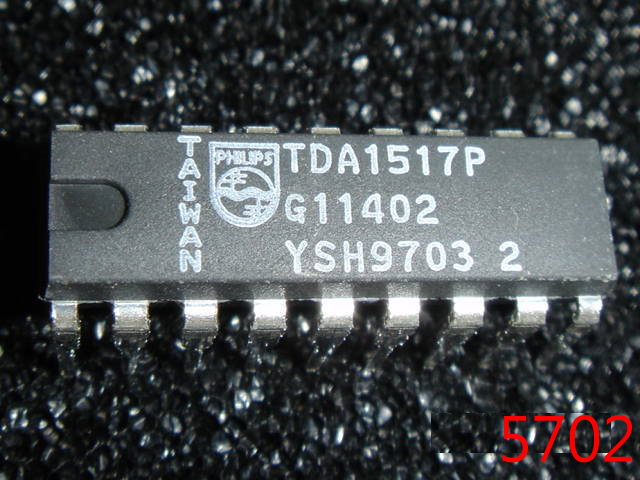 TAIWAN
PHILIPS
TDA1517P
G11402
YSH9703 2
5702